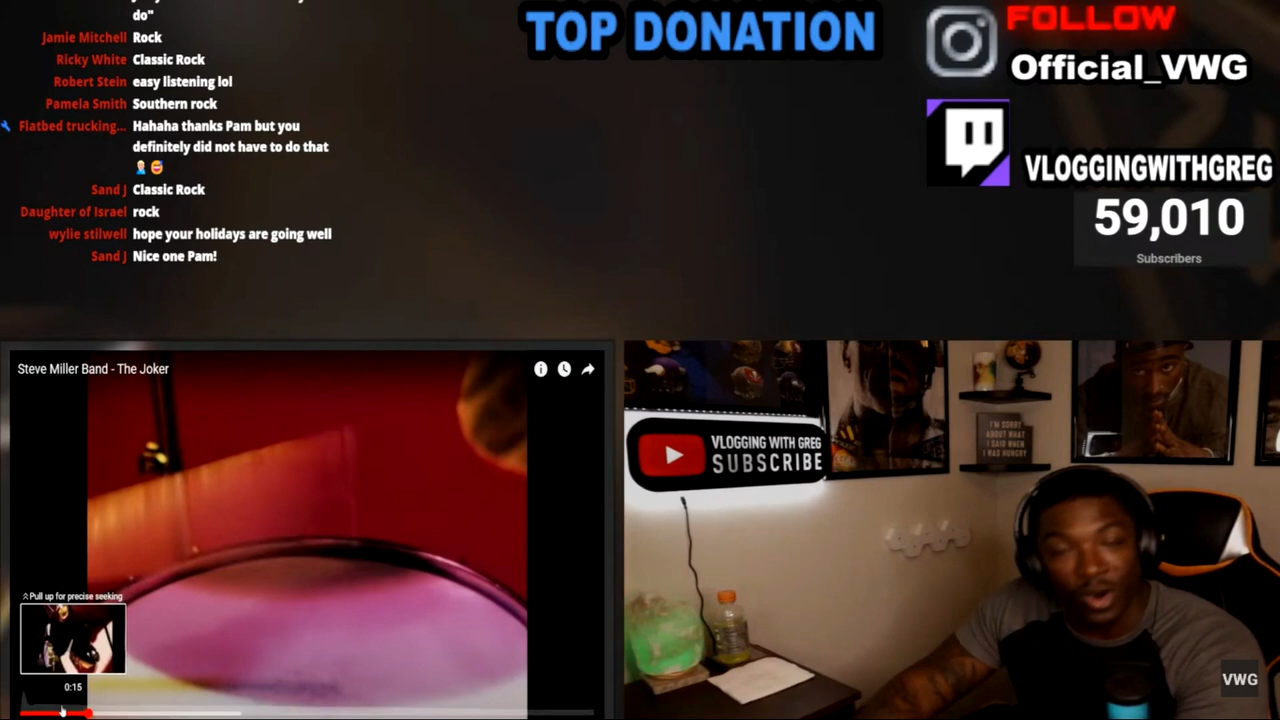 do"
Jamie Mitchell Rock
Ricky White Classic Rock
Robert Stein easy listening lol
Pamela Smith Southern rock
Flatbed trucking... Hahaha thanks Pam but you
definitely did not have to do that
Sand J Classic Rock
Daughter of Israel rock
wylie stilwell hope your holidays are going well
Sand J Nice one Pam!
TOP DONATION
FOLLOW
Official_VWG
VLOGGINGWITHGREG
59,010
Subscribers
Steve Miller Band - The Joker
Pull up for precise seeking
0:15
VLOGGING WITH GREG
SUBSCRIBE
I'M SORRY
ABOUT WHAT
I SAID WHEN
I WAS HUNGRY
VWG